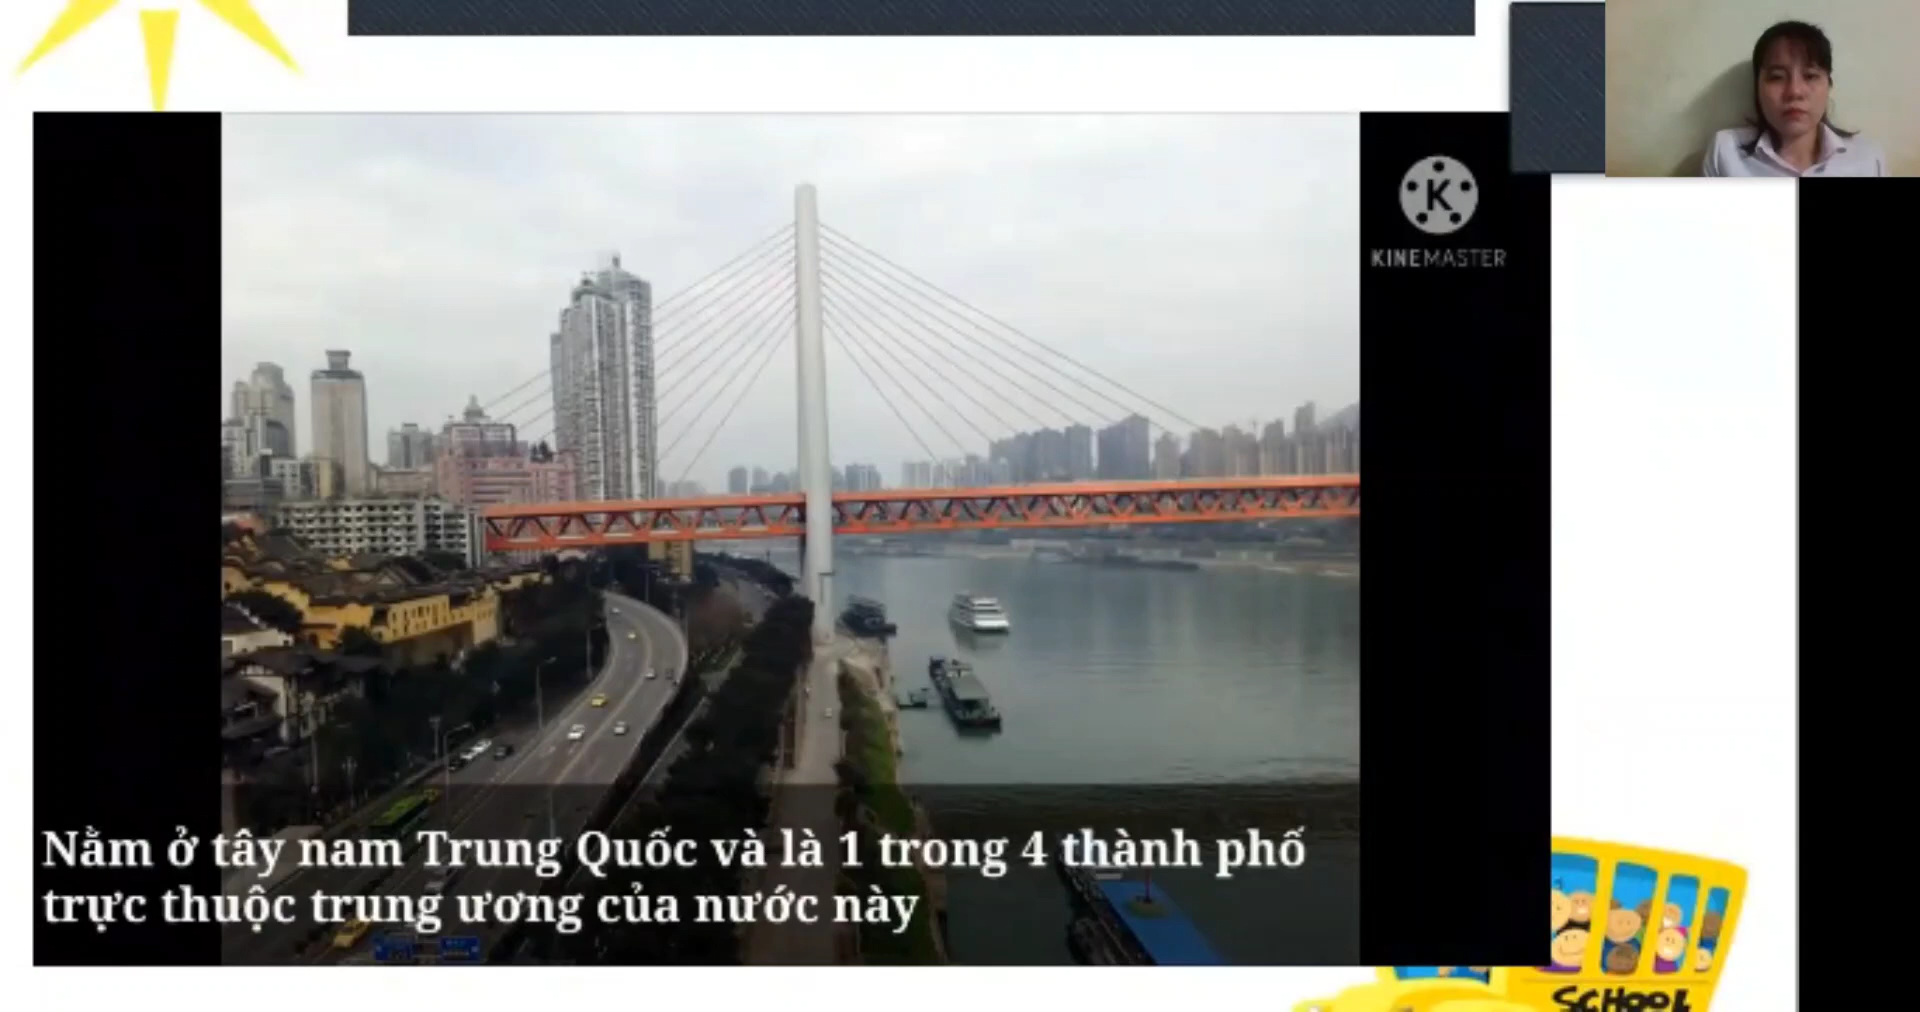 KINEMASTER
Nằm ở tây nam Trung Quốc và là 1 trong 4 thành phố
trực thuộc trung ương của nước này
SCHOOL